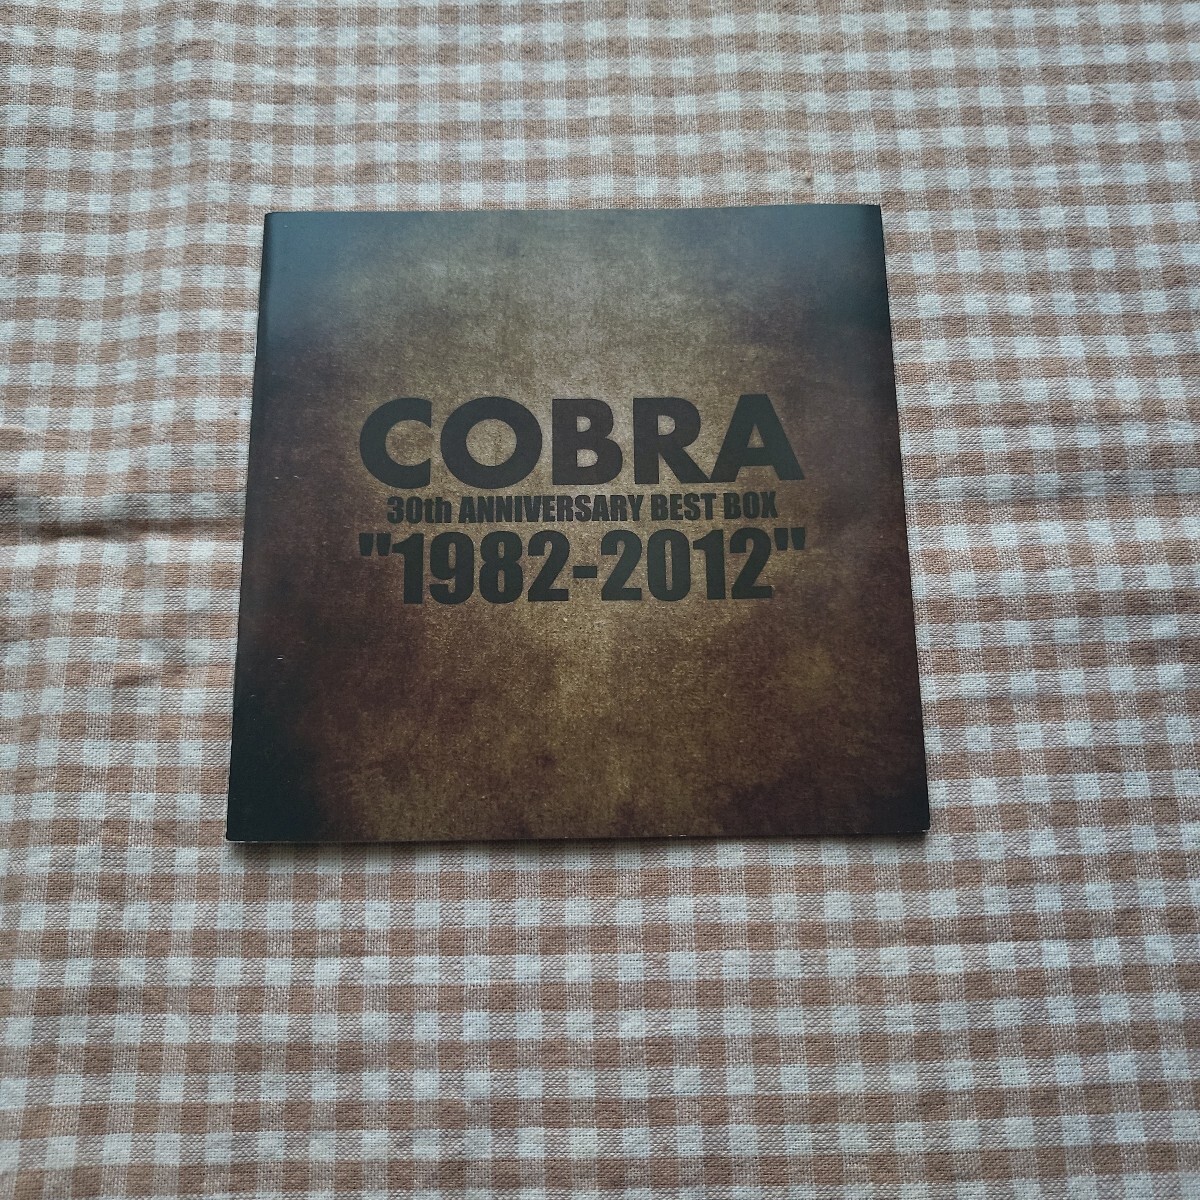 COBRA
30th ANNIVERSARY BEST BOX
"1982-2012"